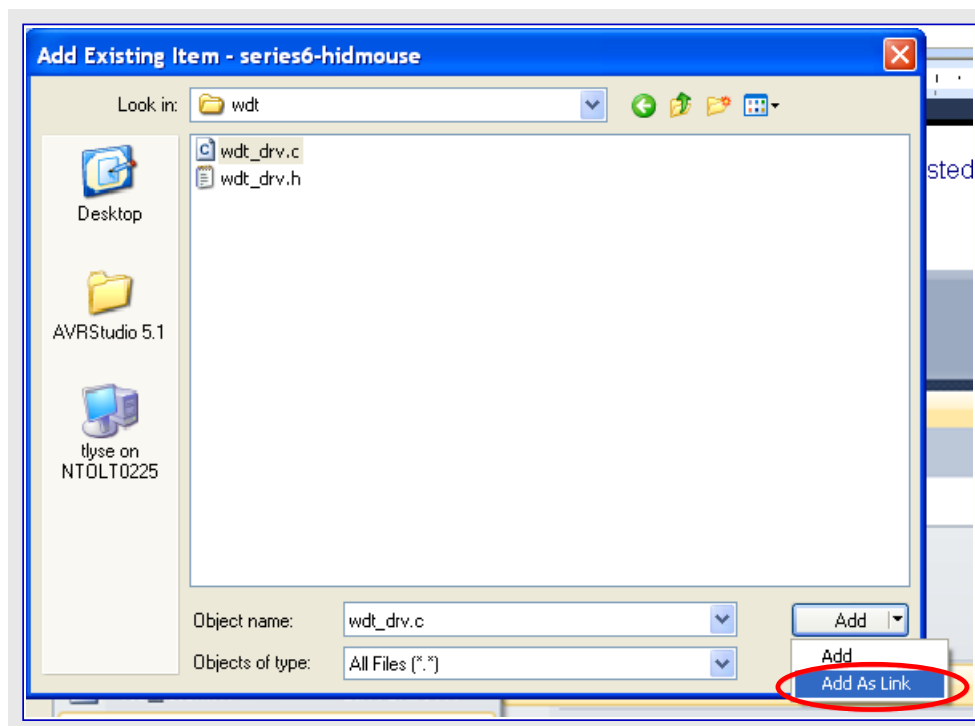 Add Existing Item - series6-hidmouse
Look in:
wdt
wdt_drv.c
wdt_drv.h
sted
Desktop
AVRStudio 5.1
tlyse on
NTOLT0225
Object name:
wdt_drv.c
Add
Objects of type:
All Files (*.*)
Add
Add As Link